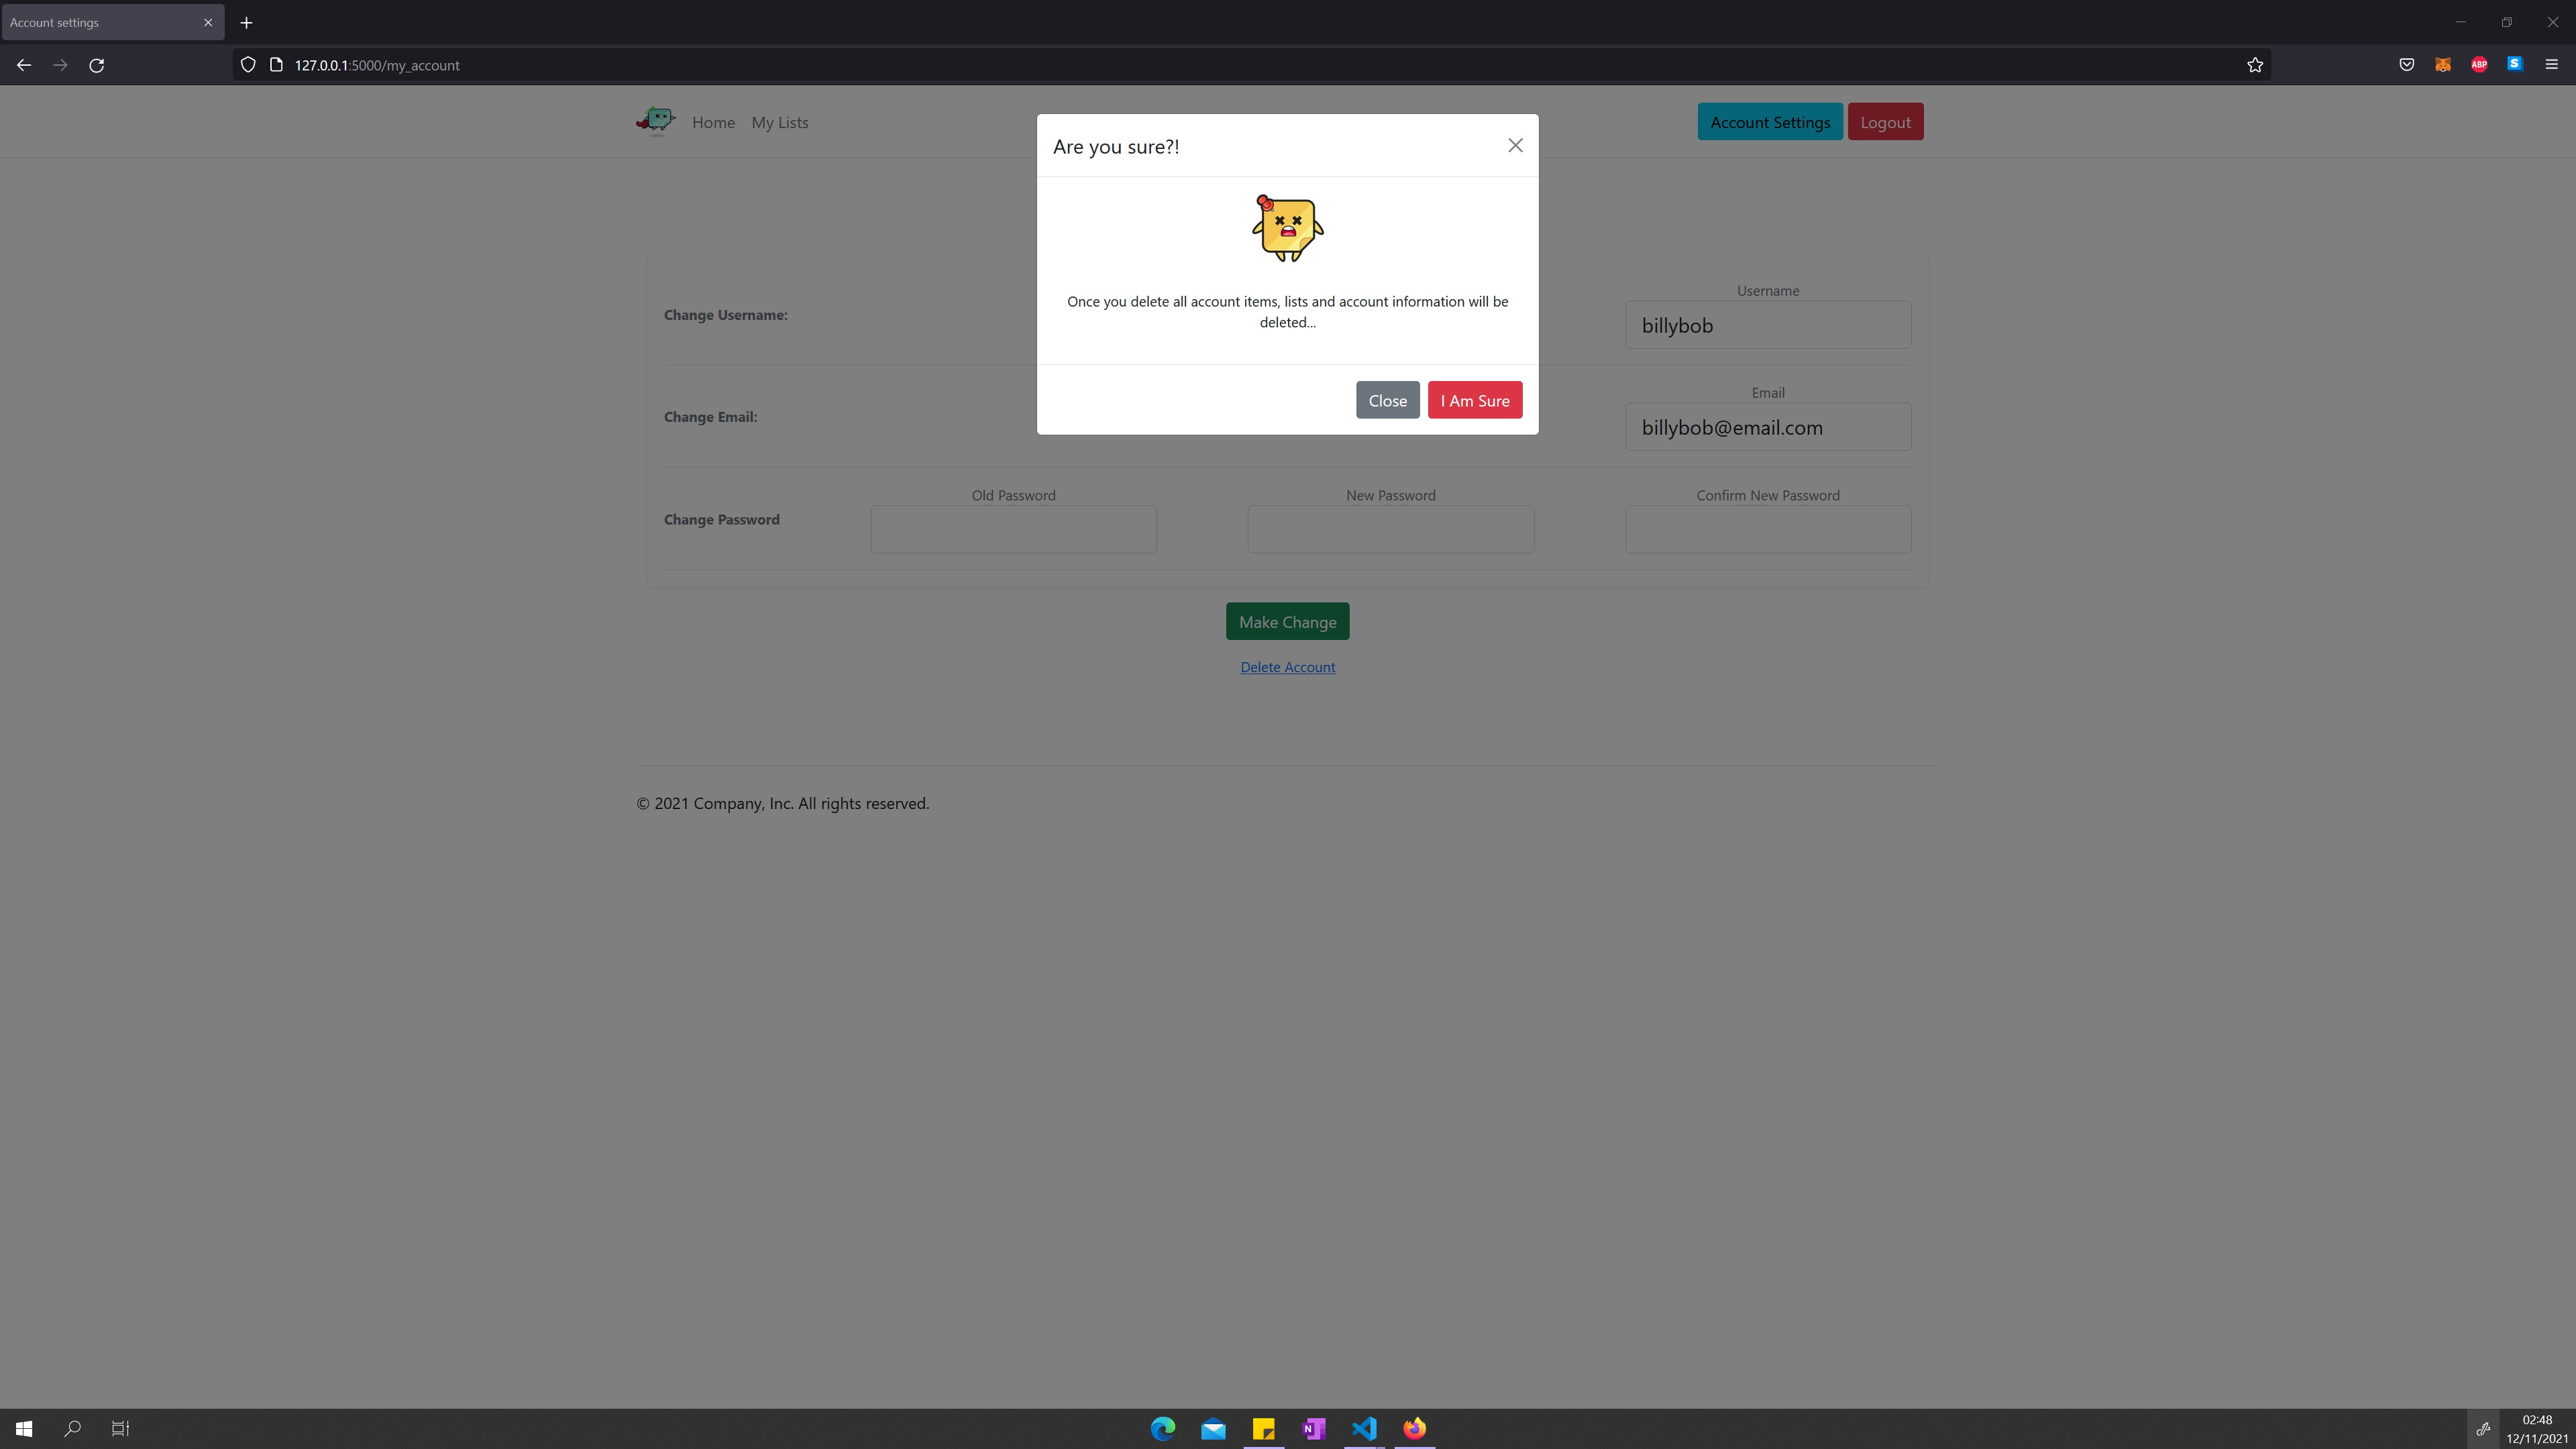 Account settings
127.0.0.1:5000/my_account
ABP
S
Home
My Lists
Account Settings
Logout
Are you sure?!
Once you delete all account items, lists and account information will be
deleted...
Close
I Am Sure
Change Username:
Username
billybob
Change Email:
Email
billybob@email.com
Change Password
Old Password
New Password
Confirm New Password
Make Change
Delete Account
© 2021 Company, Inc. All rights reserved.
N
02:48
12/11/2021